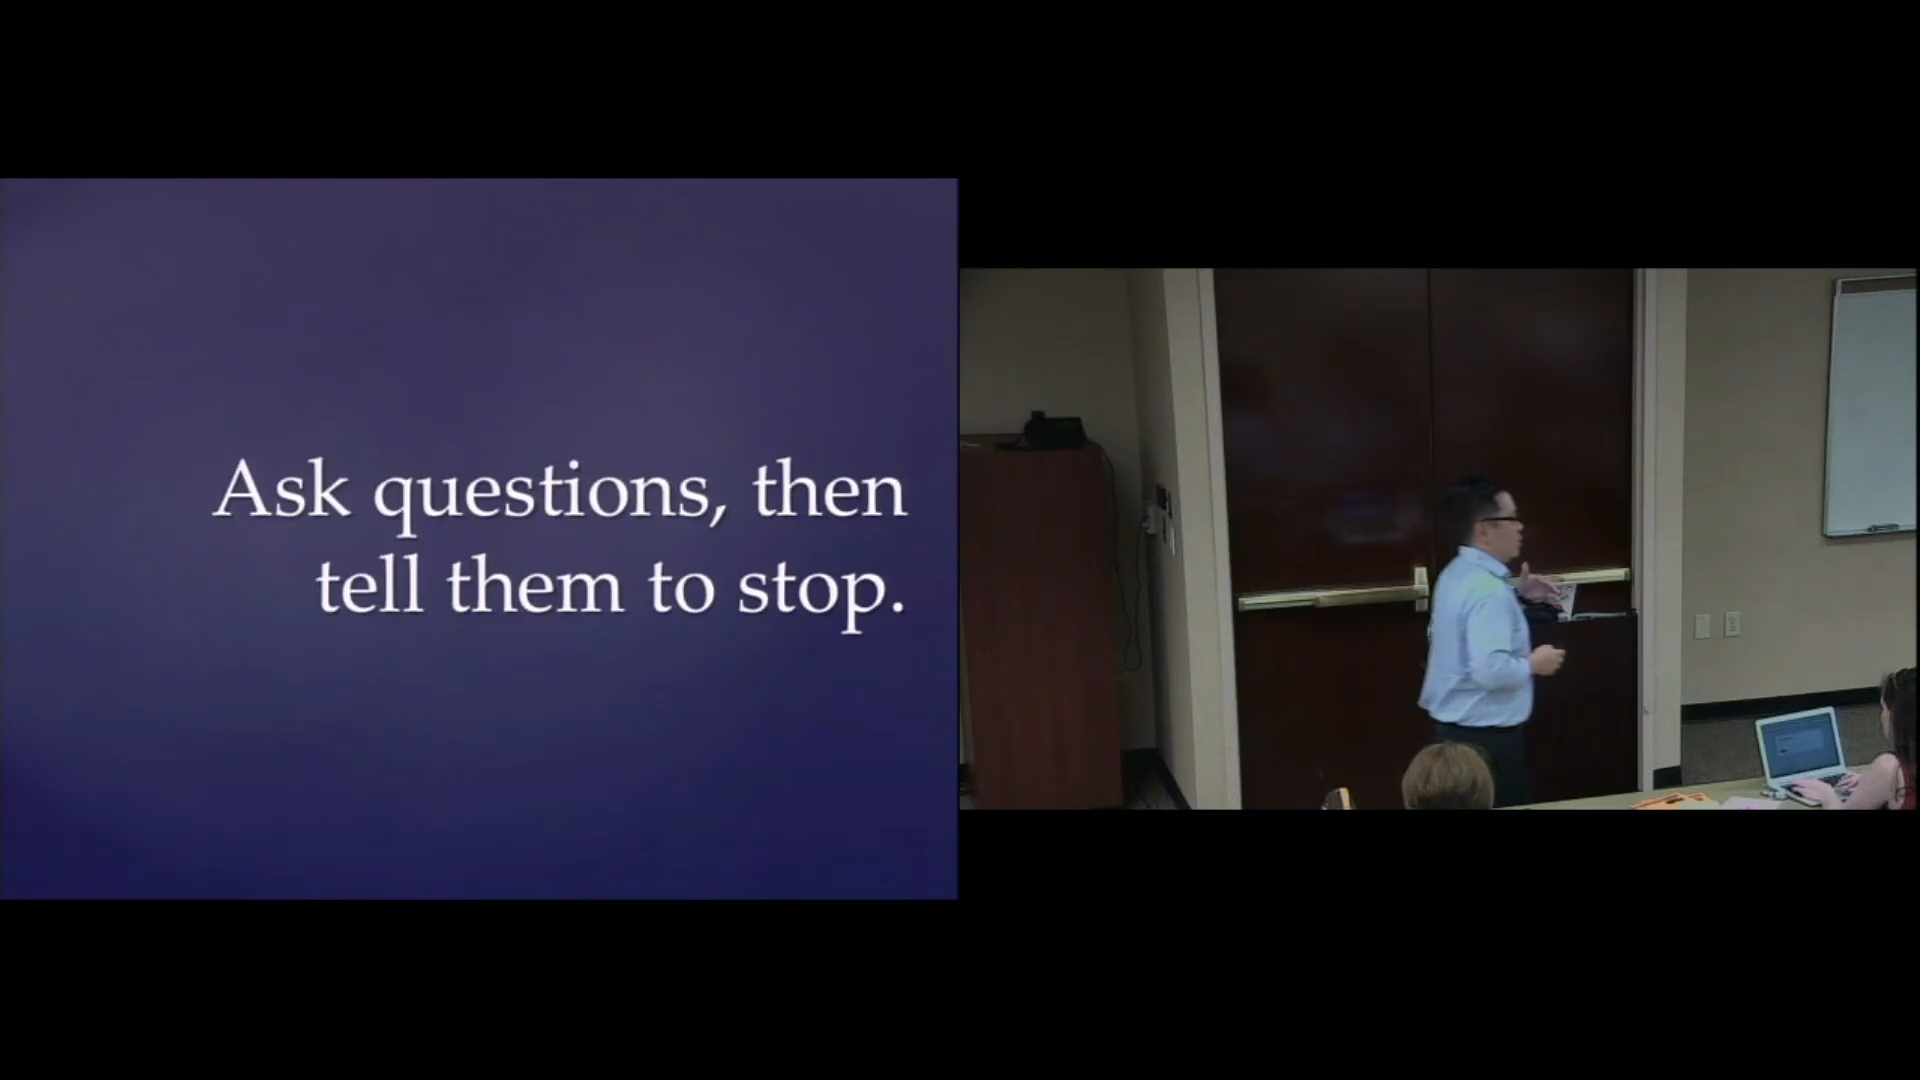 Ask questions, then
tell them to stop.